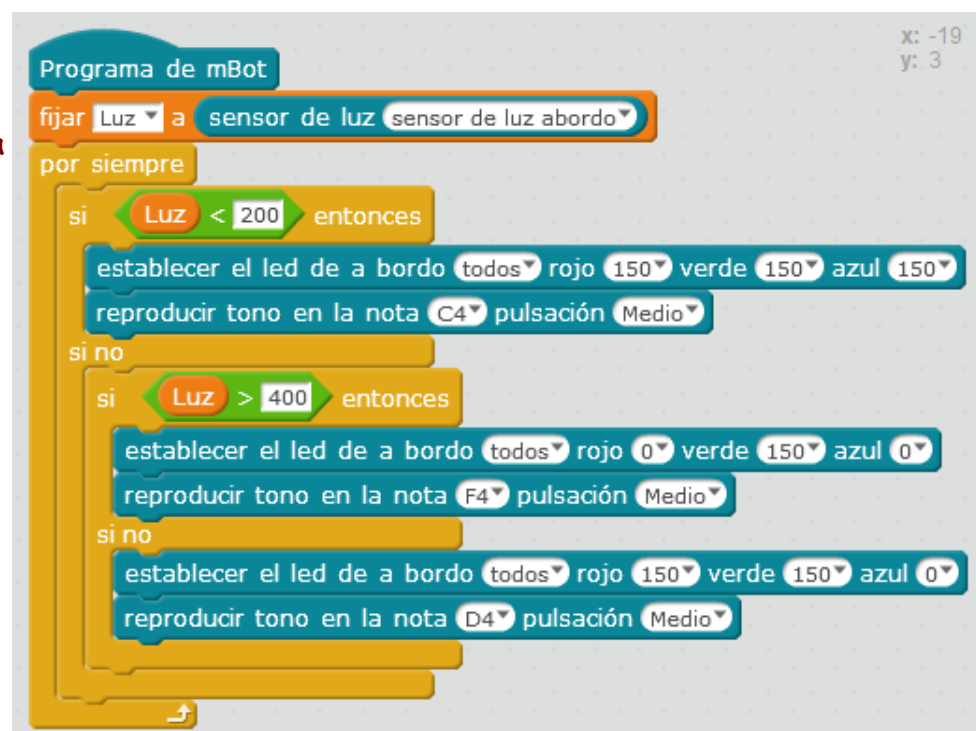 x: -19
y: 3
Programa de mBot
fijar Luz a sensor de luz sensor de luz abordo
por siempre
si Luz < 200 entonces
establecer el led de a bordo todos rojo 150 verde 150 azul 150
reproducir tono en la nota C4 pulsación Medio
si no
si Luz > 400 entonces
establecer el led de a bordo todos rojo 0 verde 150 azul 0
reproducir tono en la nota F4 pulsación Medio
si no
establecer el led de a bordo todos rojo 150 verde 150 azul 0
reproducir tono en la nota D4 pulsación Medio